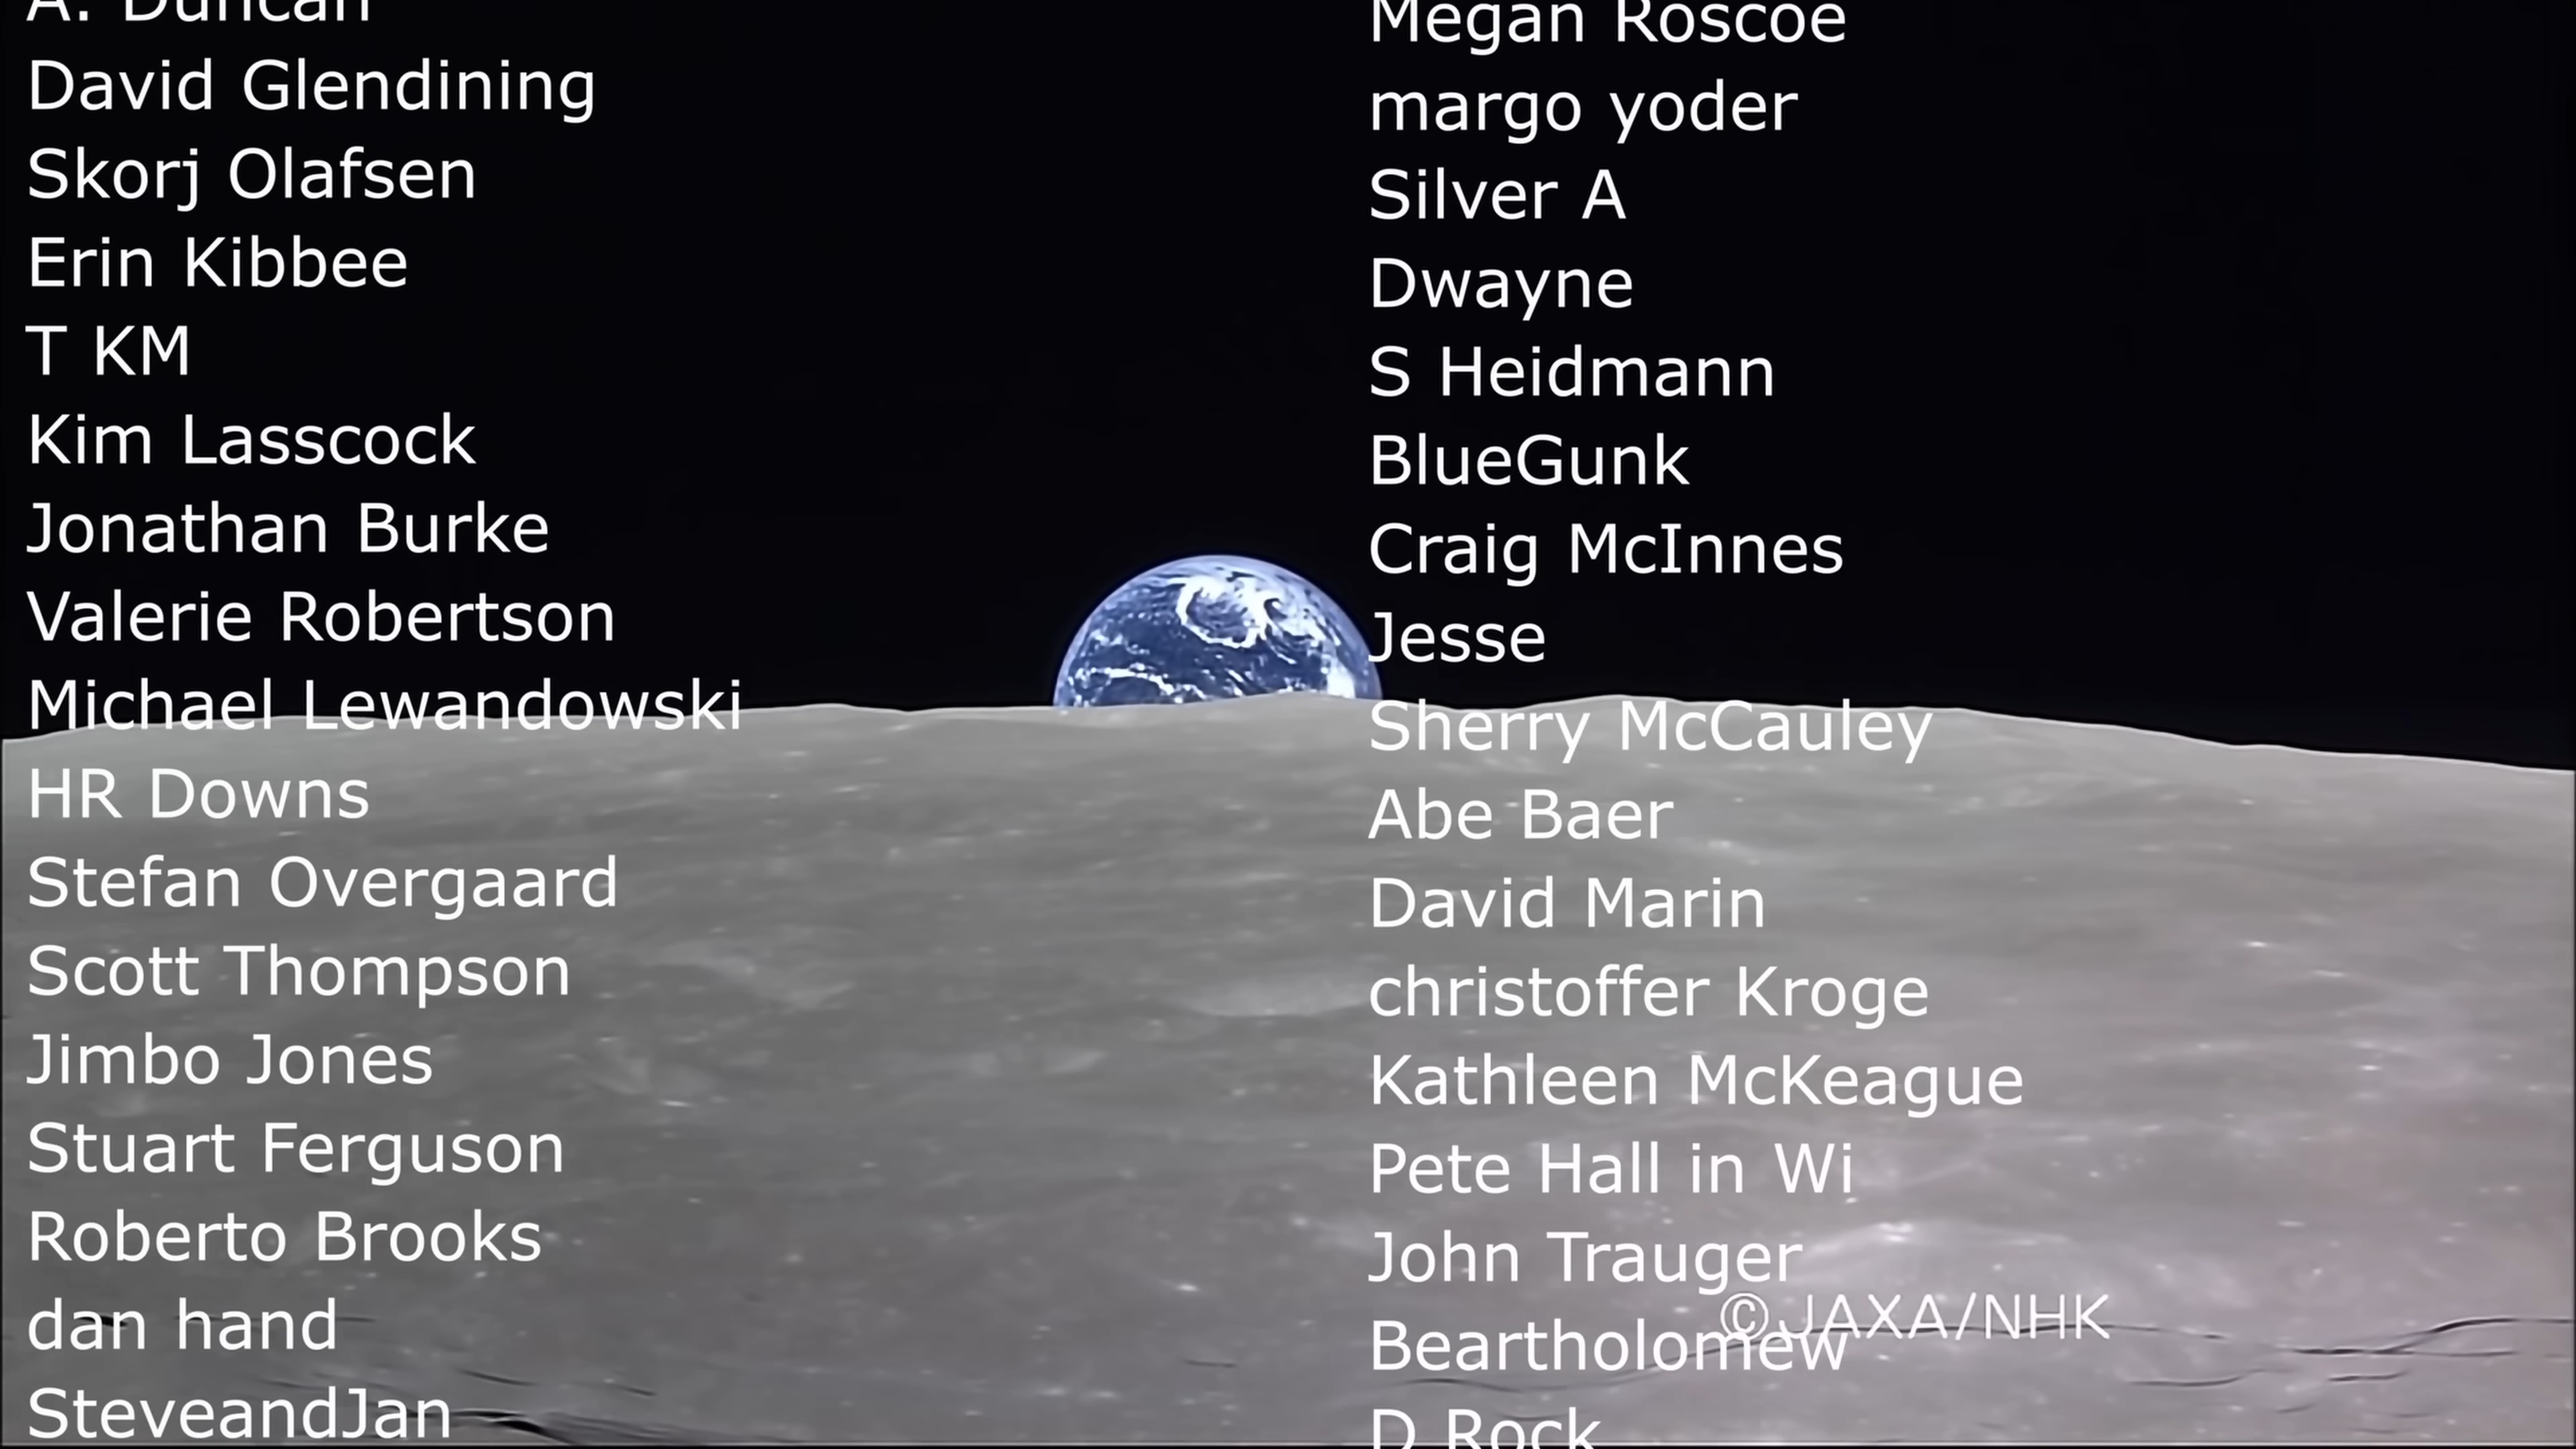 A. Duncan
David Glendining
Skorj Olafsen
Erin Kibbee
T KM
Kim Lasscock
Jonathan Burke
Valerie Robertson
Michael Lewandowski
HR Downs
Stefan Overgaard
Scott Thompson
Jimbo Jones
Stuart Ferguson
Roberto Brooks
dan hand
SteveandJan
Megan Roscoe
margo yoder
Silver A
Dwayne
S Heidmann
BlueGunk
Craig McInnes
Jesse
Sherry McCauley
Abe Baer
David Marin
christoffer Kroge
Kathleen McKeague
Pete Hall in Wi
John Trauger
©JAXA/NHK
Beartholomew
D Rock